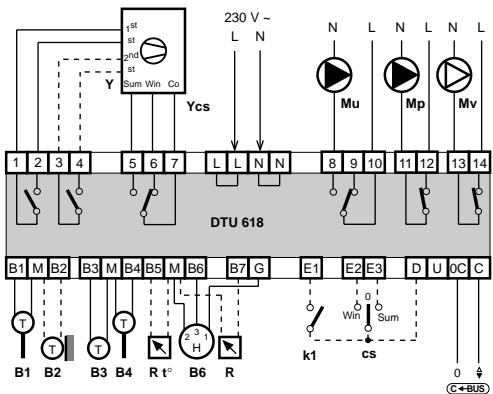 230 V ~
L N
N L N L N L
1st
st
2nd
st
Y
Sum Win Co
Ycs
Mu Mp Mv
1 2 3 4 5 6 7 L L N N 8 9 10 11 12 13 14
DTU 618
B1 M B2 B3 M B4 B5 M B6 B7 G E1 E2 E3 D U 0C C
T T T T
2 3 1
H
0
Win Sum
B1 B2 B3 B4 R t° B6 R k1 cs
0
C BUS